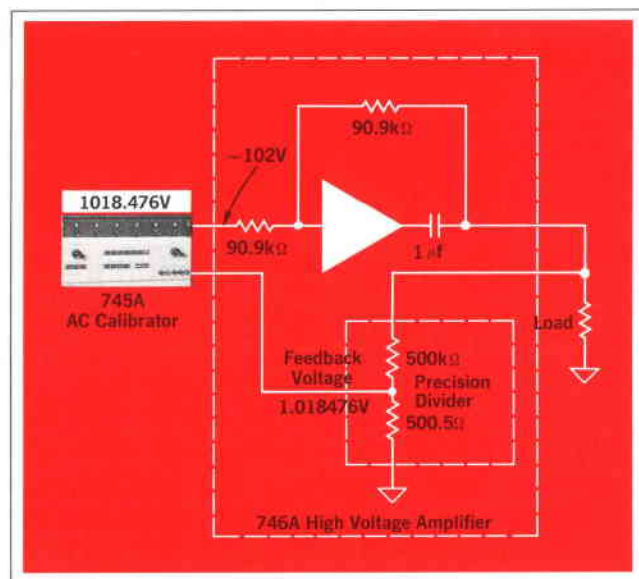 90.9kΩ
~102V
1018.476V
90.9kΩ
1 μf
745A
AC Calibrator
Load
Feedback
Voltage
1.018476V
500kΩ
Precision
Divider
500.5Ω
746A High Voltage Amplifier